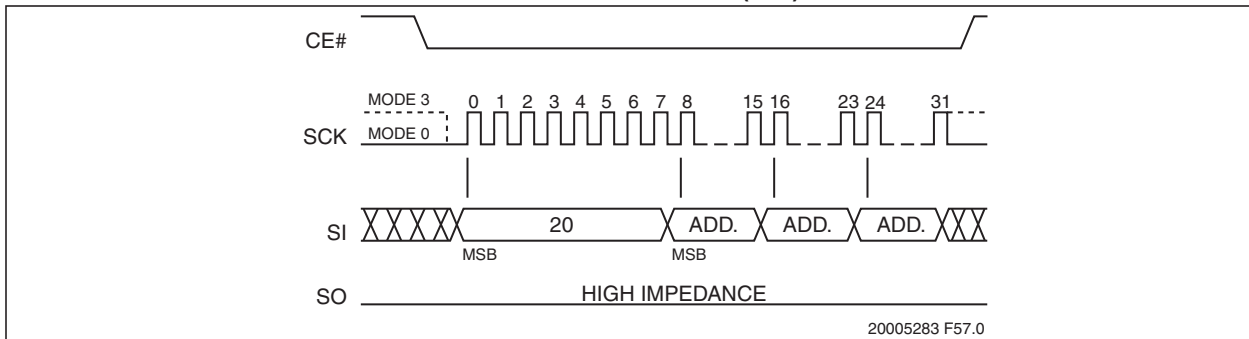 CE#
MODE 3
0 1 2 3 4 5 6 7 8 15 16 23 24 31
SCK MODE 0
SI 20 ADD. ADD. ADD.
MSB MSB
SO HIGH IMPEDANCE
20005283 F57.0